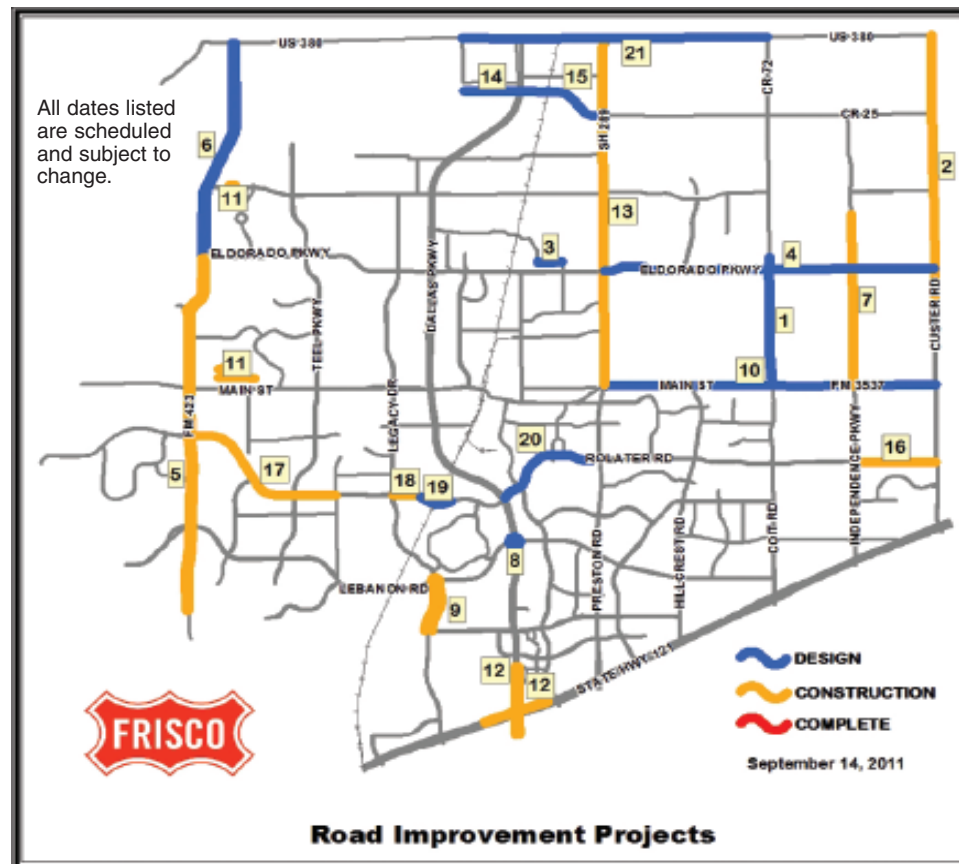 US 380
US 380
21
14
15
CR-72
All dates listed
are scheduled
and subject to
change.
CR-25
6
SH 289
2
11
13
3
ELDORADO PKWY
4
ELDORADO PKWY
DALLAS PKWY
7
1
TEEL PKWY
CUSTER RD
11
10
MAIN ST
MAIN ST
FM 3537
LEGACY DR
FM 423
20
ROLATER RD
16
5
17
18
19
INDEPENDENCE PKWY
8
PRESTON RD
HILLCREST RD
COIT RD
LEBANON RD
9
12
12
STATE HWY 121
DESIGN
CONSTRUCTION
COMPLETE
FRISCO
September 14, 2011
Road Improvement Projects